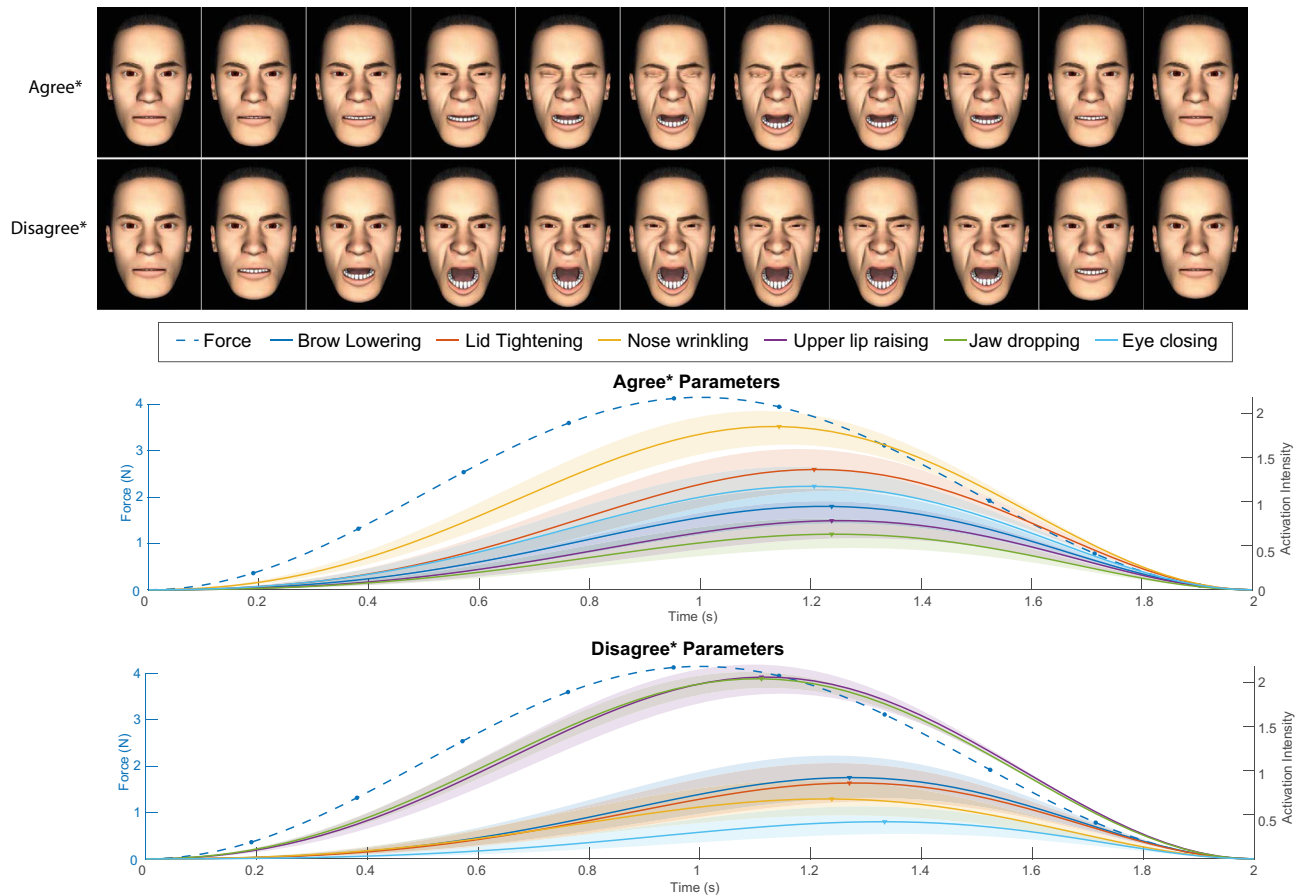 Agree*
Disagree*
Force Brow Lowering Lid Tightening Nose wrinkling Upper lip raising Jaw dropping Eye closing
Agree* Parameters
4
3
2
1
0
Force (N)
2
1.5
1
0.5
0
Activation Intensity
0 0.2 0.4 0.6 0.8 1 1.2 1.4 1.6 1.8 2
Time (s)
Disagree* Parameters
4
3
2
1
0
Force (N)
2
1.5
1
0.5
Activation Intensity
0 0.2 0.4 0.6 0.8 1 1.2 1.4 1.6 1.8 2
Time (s)